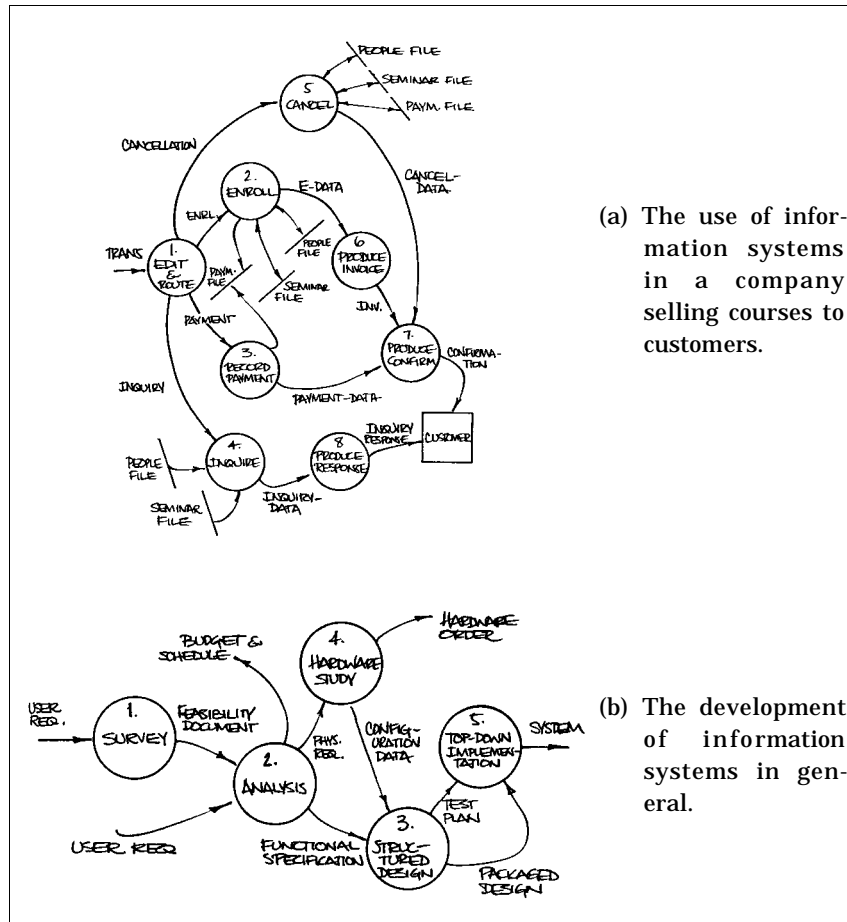 PEOPLE FILE
SEMINAR FILE
PAYM. FILE
5
CANCEL
CANCELLATION
2.
ENROLL
E-DATA
CANCEL-
DATA
ENRL.
TRANS
1.
EDIT
&
ROUTE
PAYM.
FILE
PEOPLE
FILE
SEMINAR
FILE
6
PRODUCE
INVOICE
INV.
PAYMENT
3.
RECORD
PAYMENT
PAYMENT-DATA
7.
PRODUCE
CONFIRM
CONFIRMA-
TION
INQUIRY
4.
INQUIRE
PEOPLE
FILE
SEMINAR
FILE
INQUIRY-
DATA
8
PRODUCE
RESPONSE
INQUIRY
RESPONSE
CUSTOMER
(a) The use of infor-
mation systems
in a company
selling courses to
customers.
BUDGET &
SCHEDULE
4.
HARDWARE
STUDY
HARDWARE
ORDER
USER
REQ.
1.
SURVEY
FEASIBILITY
DOCUMENT
2.
ANALYSIS
PHYS.
REQ.
CONFIG-
URATION
DATA
5.
TOP-DOWN
IMPLEMEN-
TATION
SYSTEM
USER REQ
FUNCTIONAL
SPECIFICATION
3.
STRUC-
TURED
DESIGN
TEST
PLAN
PACKAGED
DESIGN
(b) The development
of information
systems in gen-
eral.